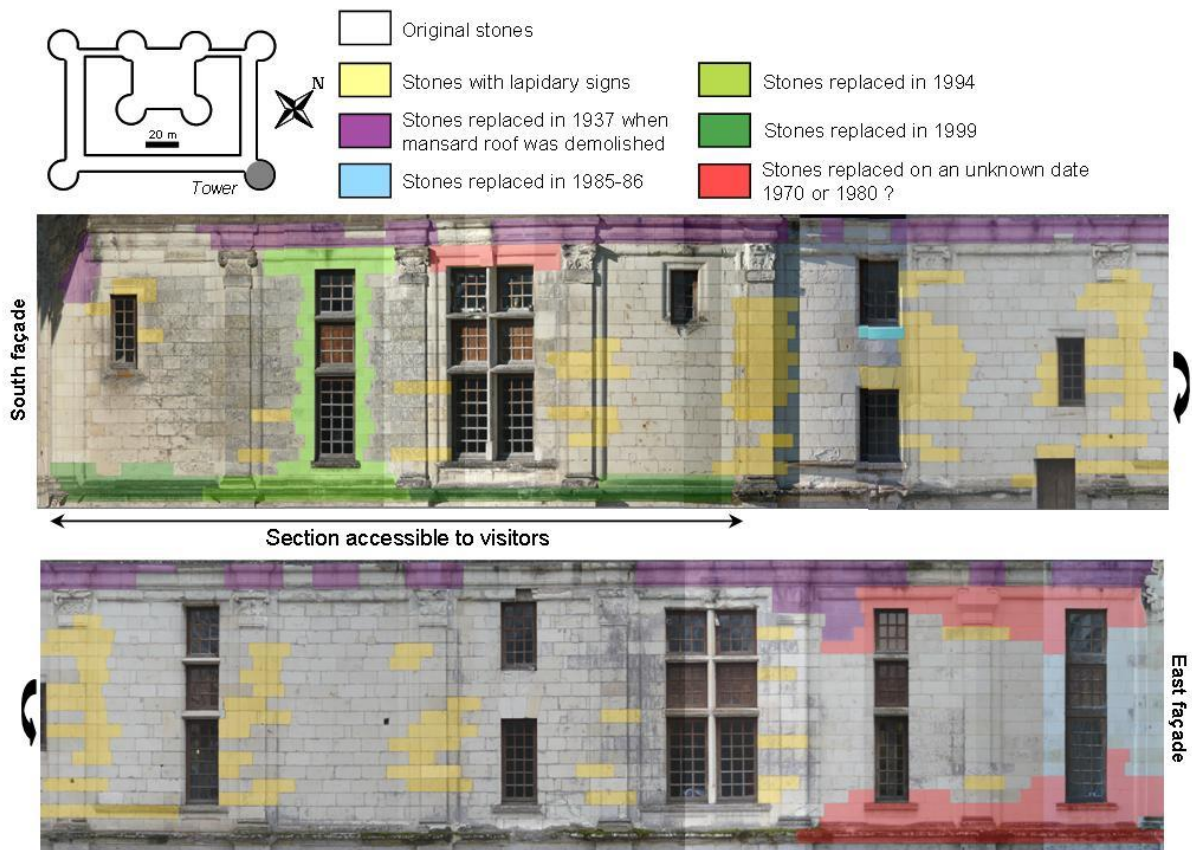 N
20 m
Tower
Original stones
Stones with lapidary signs
Stones replaced in 1937 when
mansard roof was demolished
Stones replaced in 1985-86
Stones replaced in 1994
Stones replaced in 1999
Stones replaced on an unknown date
1970 or 1980 ?
South façade
Section accessible to visitors
East façade